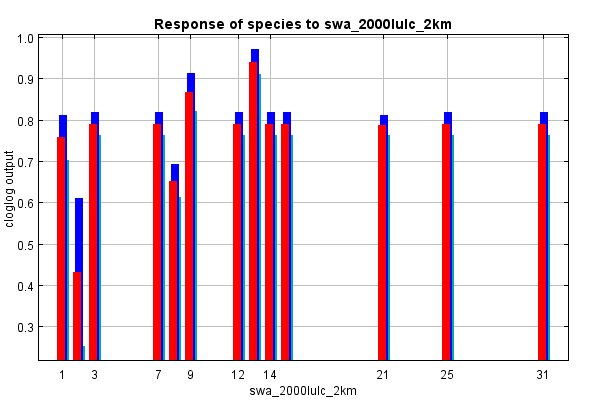 Response of species to swa_2000lulc_2km
1.0
0.9
0.8
0.7
0.6
0.5
0.4
0.3
cloglog output
1 3 7 9 12 14 21 25 31
swa_2000lulc_2km